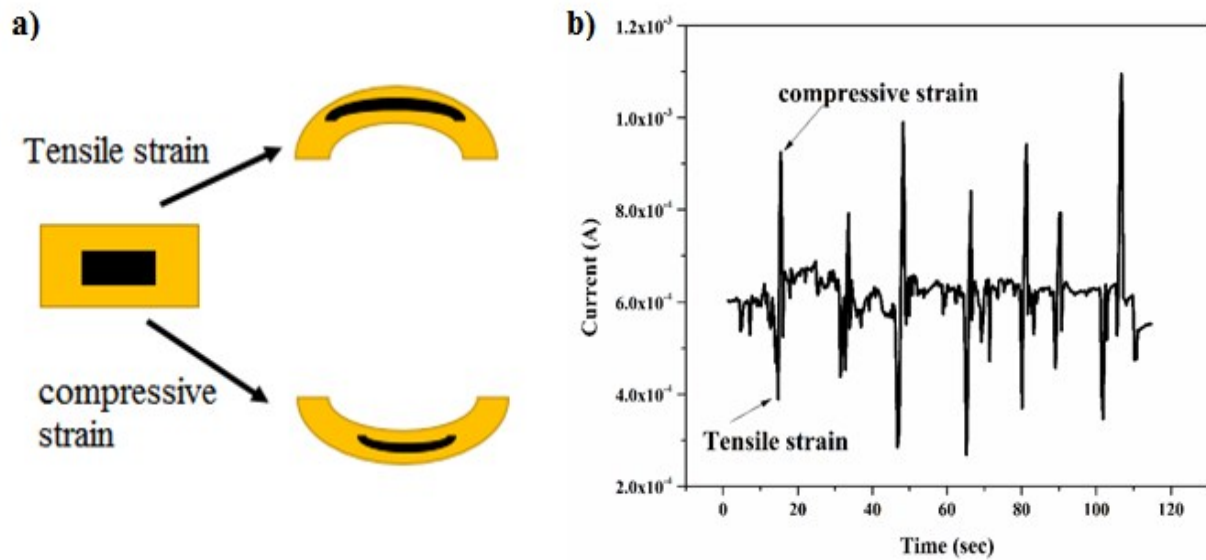 a)
Tensile strain
compressive
strain
b)
Current (A)
1.2x10⁻³
1.0x10⁻³
8.0x10⁻⁴
6.0x10⁻⁴
4.0x10⁻⁴
2.0x10⁻⁴
compressive strain
Tensile strain
0 20 40 60 80 100 120
Time (sec)